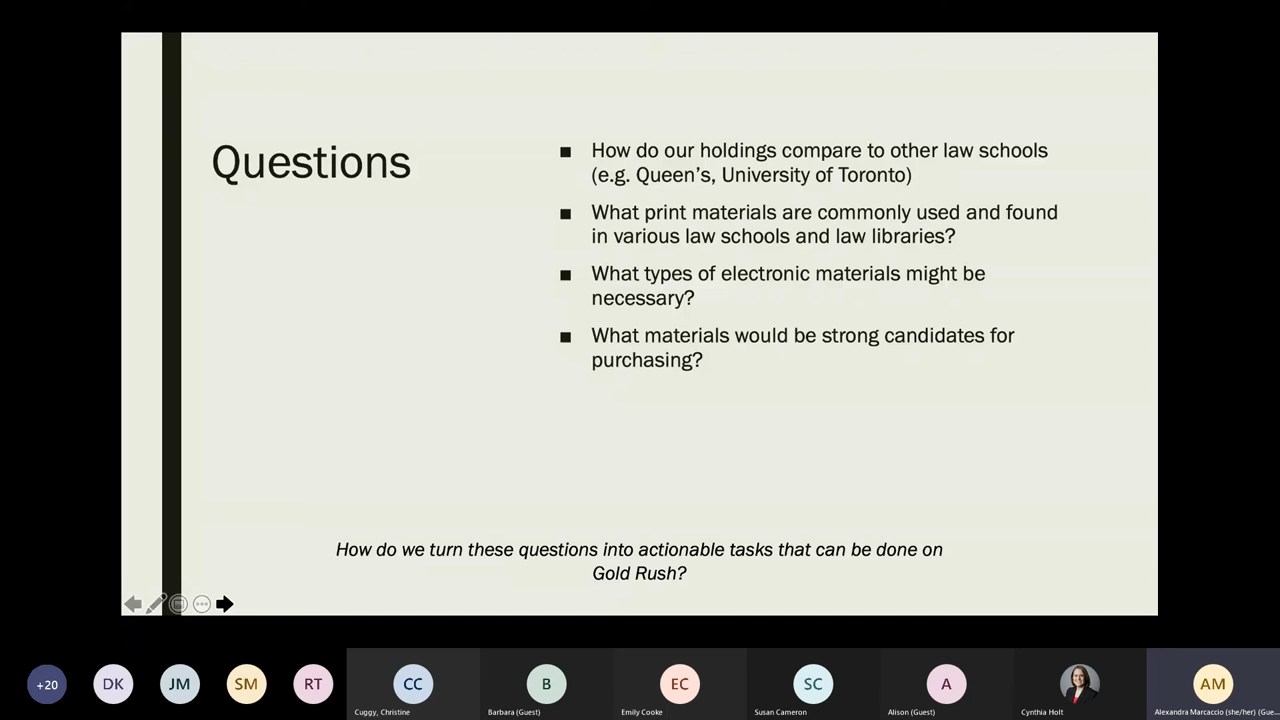 Questions
■ How do our holdings compare to other law schools
(e.g. Queen's, University of Toronto)
■ What print materials are commonly used and found
in various law schools and law libraries?
■ What types of electronic materials might be
necessary?
■ What materials would be strong candidates for
purchasing?
How do we turn these questions into actionable tasks that can be done on
Gold Rush?
+20
DK
JM
SM
RT
CC
B
EC
SC
A
AM
Cuggy, Christine
Barbara (Guest)
Emily Cooke
Susan Cameron
Alison (Guest)
Cynthia Holt
Alexandra Marcaccio (she/her) (Gue...